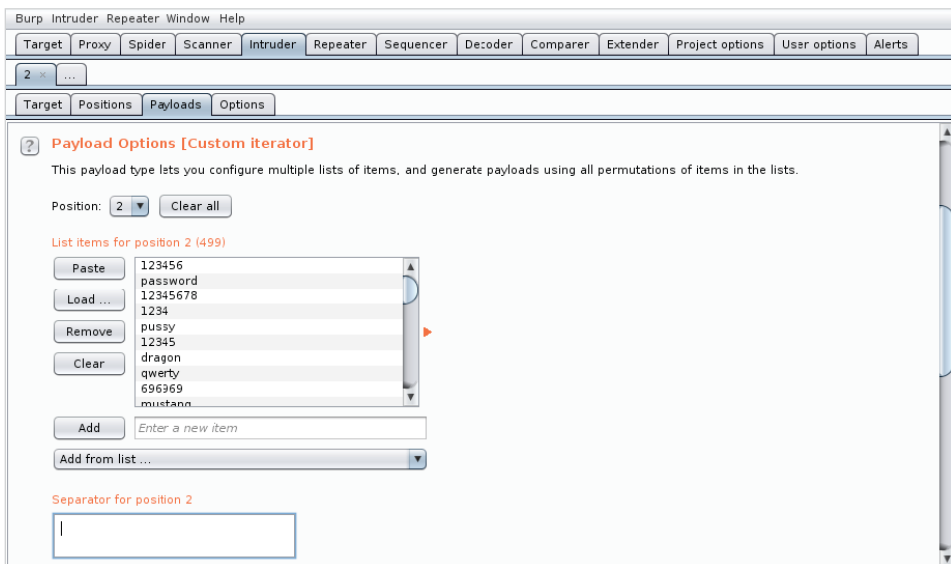 Burp Intruder Repeater Window Help
Target Proxy Spider Scanner Intruder Repeater Sequencer Decoder Comparer Extender Project options User options Alerts
2 × ...
Target Positions Payloads Options
? Payload Options [Custom iterator]
This payload type lets you configure multiple lists of items, and generate payloads using all permutations of items in the lists.
Position: 2 Clear all
List items for position 2 (499)
Paste
Load ...
Remove
Clear
123456
password
12345678
1234
pussy
12345
dragon
qwerty
696969
mustang
Add Enter a new item
Add from list ...
Separator for position 2